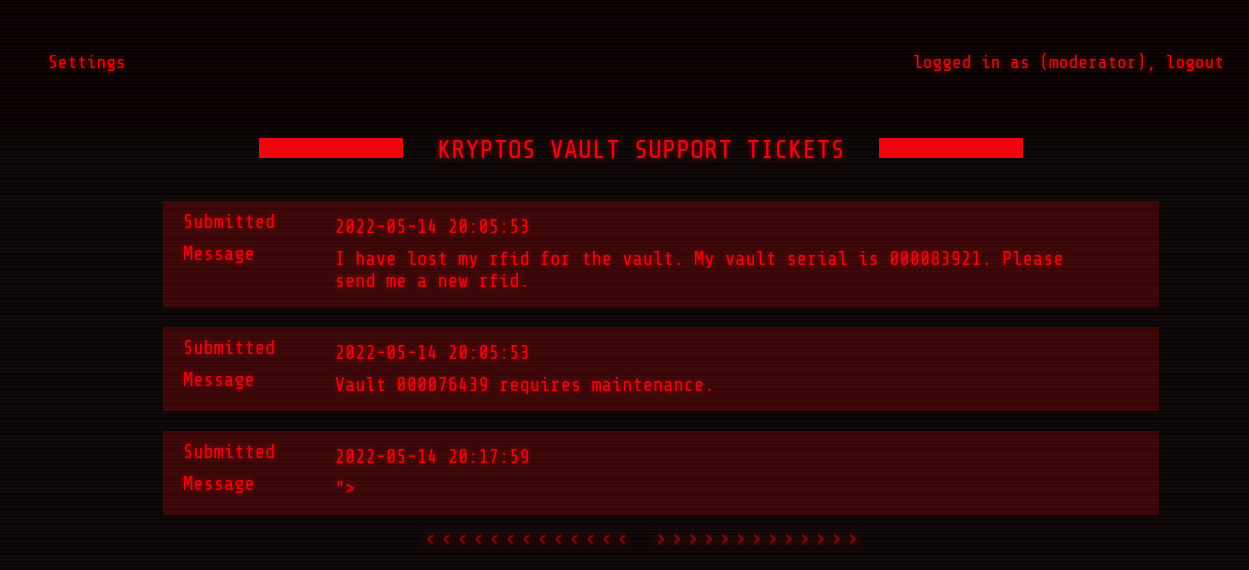 Settings
logged in as (moderator), logout
KRYPTOS VAULT SUPPORT TICKETS
Submitted 2022-05-14 20:05:53
Message I have lost my rfid for the vault. My vault serial is 000083921. Please
send me a new rfid.
Submitted 2022-05-14 20:05:53
Message Vault 000076439 requires maintenance.
Submitted 2022-05-14 20:17:59
Message ">
<<<<<<<<<<<<< >>>>>>>>>>>>>